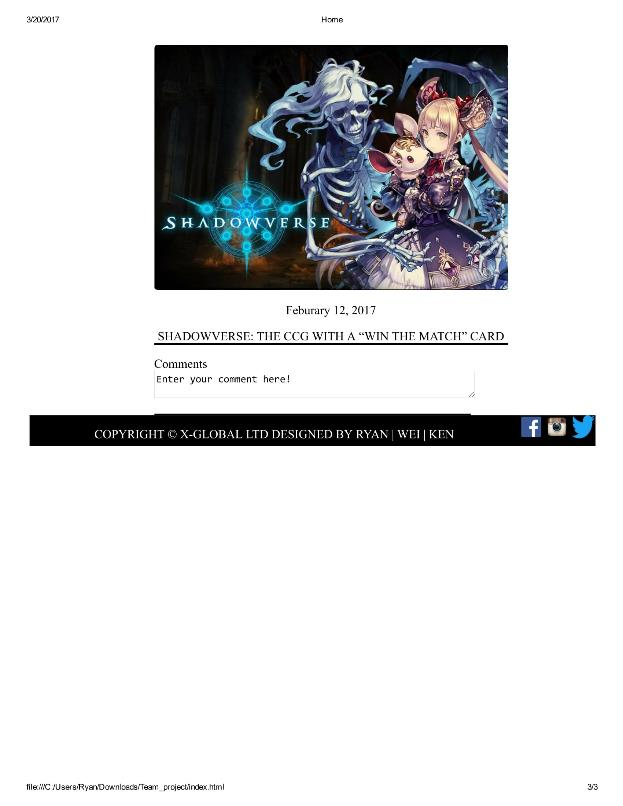 3/20/2017 Home
SHADOWVERSE
Feburary 12, 2017
SHADOWVERSE: THE CCG WITH A “WIN THE MATCH” CARD
Comments
Enter your comment here!
COPYRIGHT © X-GLOBAL LTD DESIGNED BY RYAN | WEI | KEN
file:///C:/Users/Ryan/Downloads/Team_project/index.html 3/3